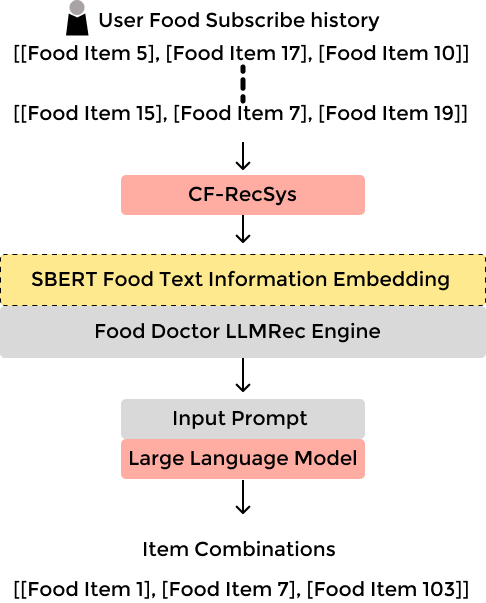 User Food Subscribe history
[[Food Item 5], [Food Item 17], [Food Item 10]]
[[Food Item 15], [Food Item 7], [Food Item 19]]
CF-RecSys
SBERT Food Text Information Embedding
Food Doctor LLMRec Engine
Input Prompt
Large Language Model
Item Combinations
[[Food Item 1], [Food Item 7], [Food Item 103]]